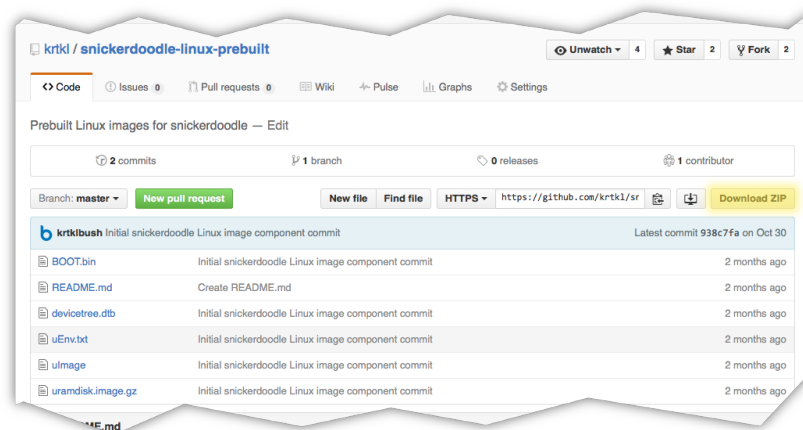 krtkl / snickerdoodle-linux-prebuilt Unwatch 4 Star 2 Fork 2
Code Issues 0 Pull requests 0 Wiki Pulse Graphs Settings
Prebuilt Linux images for snickerdoodle — Edit
2 commits 1 branch 0 releases 1 contributor
Branch: master New pull request New file Find file HTTPS https://github.com/krtkl/sr Download ZIP
krtklbush Initial snickerdoodle Linux image component commit Latest commit 938c7fa on Oct 30
BOOT.bin Initial snickerdoodle Linux image component commit 2 months ago
README.md Create README.md 2 months ago
devicetree.dtb Initial snickerdoodle Linux image component commit 2 months ago
uEnv.txt Initial snickerdoodle Linux image component commit 2 months ago
uImage Initial snickerdoodle Linux image component commit 2 months ago
uramdisk.image.gz Initial snickerdoodle Linux image component commit 2 months ago